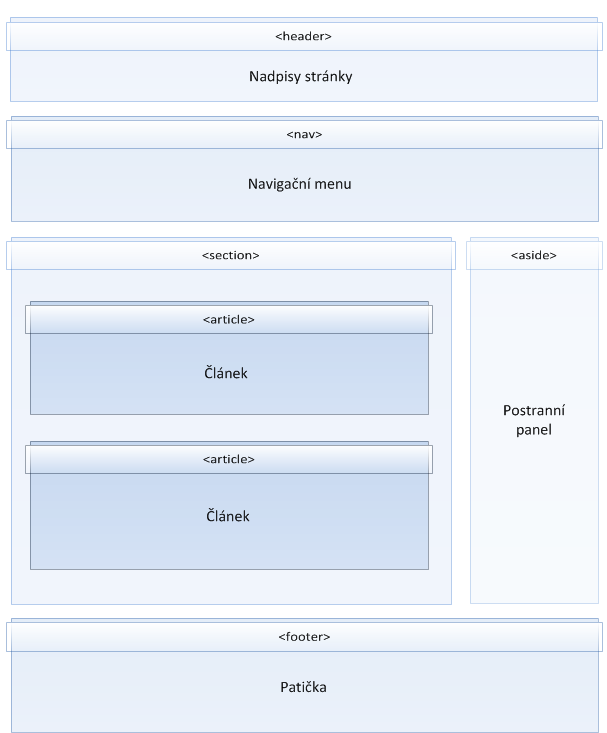 <header>
Nadpisy stránky
<nav>
Navigační menu
<section>
<article>
Článek
<article>
Článek
<aside>
Postranní
panel
<footer>
Patička